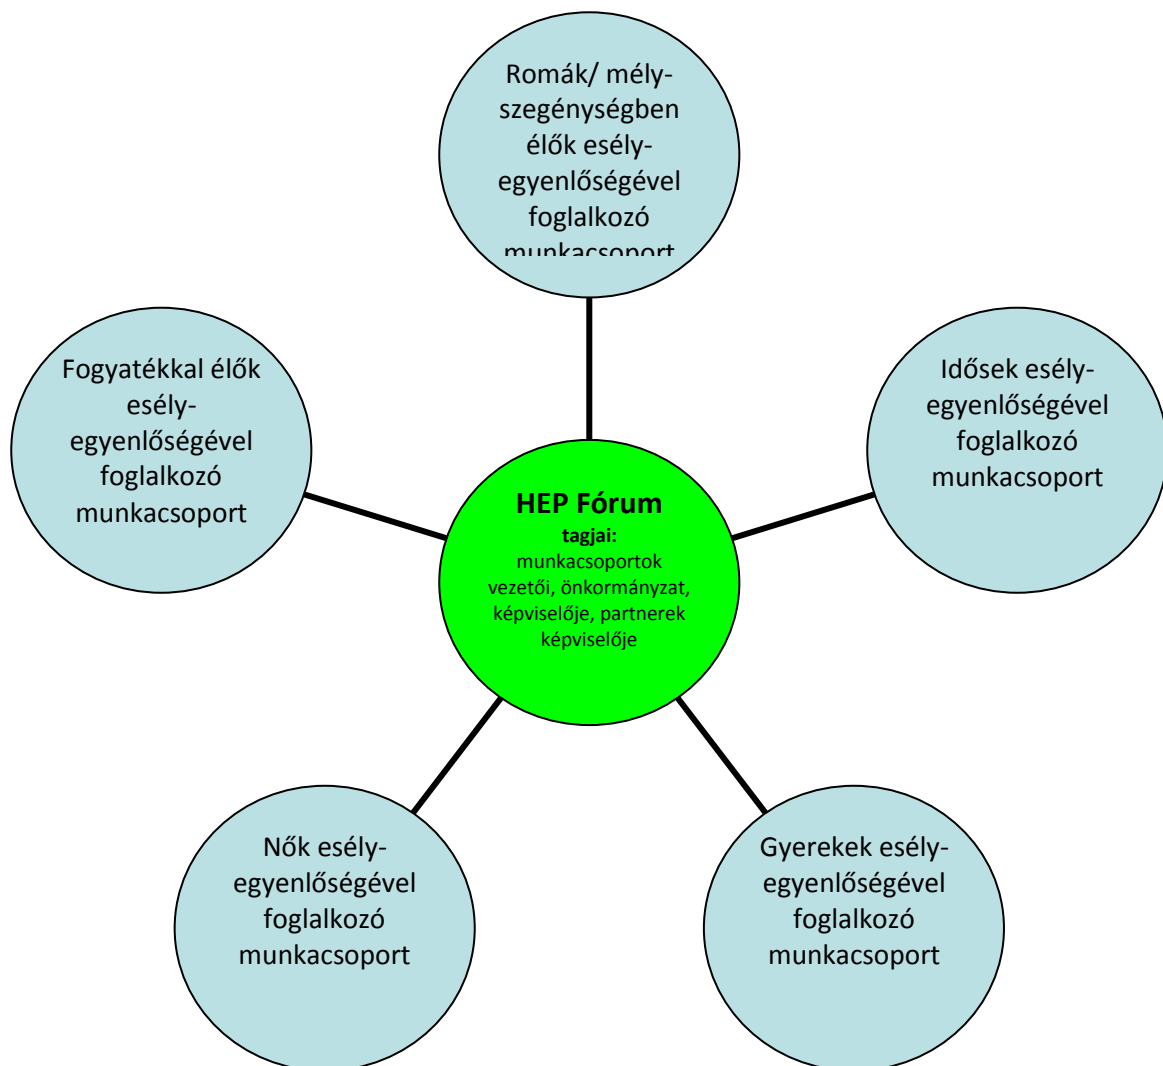 Romák/ mély-
szegénységben
élők esély-
egyenlőségével
foglalkozó
munkacsoport
Fogyatékkal élők
esély-
egyenlőségével
foglalkozó
munkacsoport
Idősek esély-
egyenlőségével
foglalkozó
munkacsoport
HEP Fórum
tagjai:
munkacsoportok
vezetői, önkormányzat,
képviselője, partnerek
képviselője
Nők esély-
egyenlőségével
foglalkozó
munkacsoport
Gyerekek esély-
egyenlőségével
foglalkozó
munkacsoport